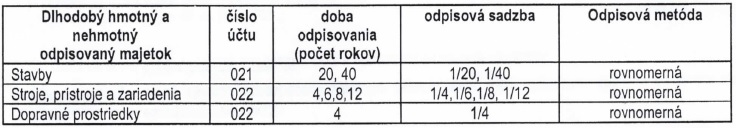 Dlhodobý hmotný a nehmotný odpisovaný majetok | číslo účtu | doba odpisovania (počet rokov) | odpisová sadzba | Odpisová metóda
Stavby | 021 | 20, 40 | 1/20, 1/40 | rovnomerná
Stroje, prístroje a zariadenia | 022 | 4,6,8,12 | 1/4,1/6,1/8, 1/12 | rovnomerná
Dopravné prostriedky | 022 | 4 | 1/4 | rovnomerná